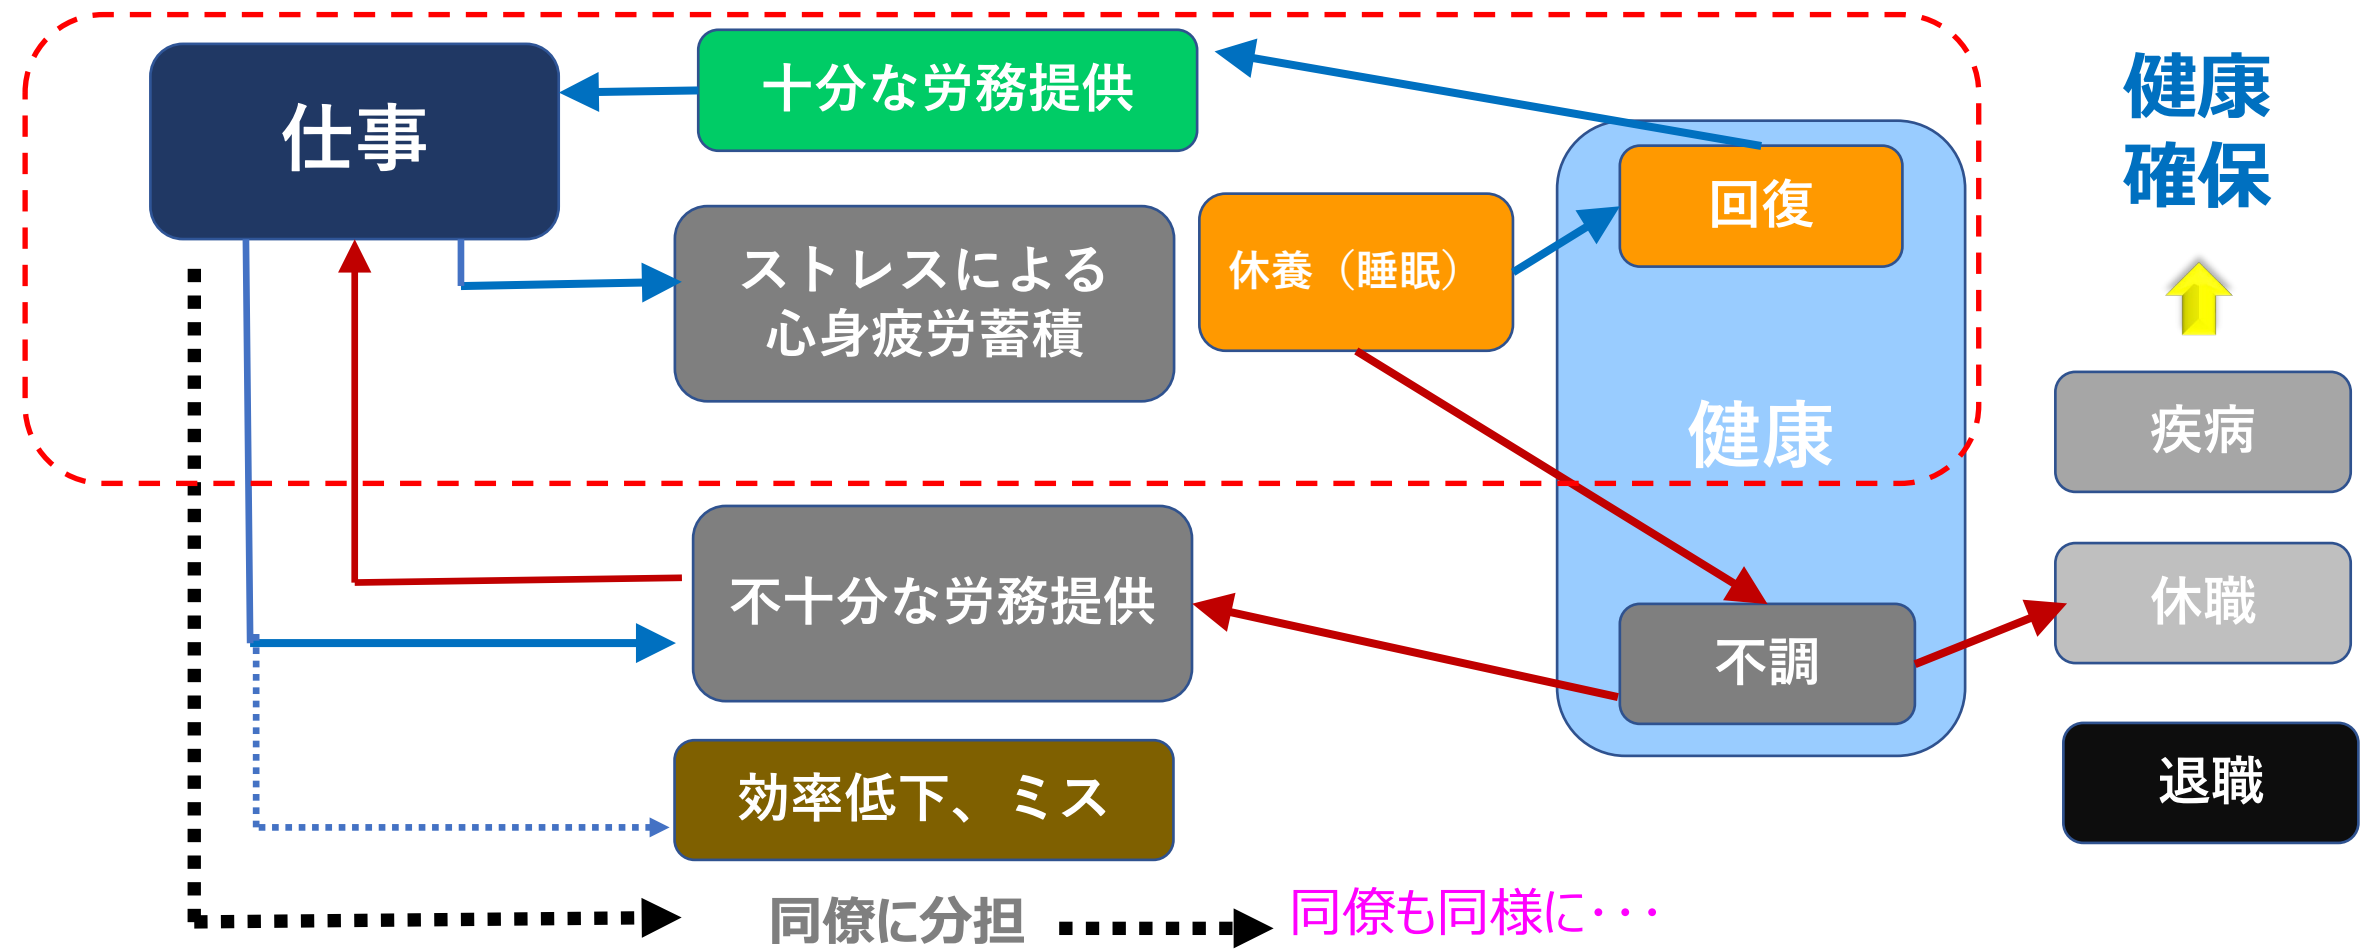 仕事
十分な労務提供
ストレスによる
心身疲労蓄積
休養（睡眠）
回復
健康
不調
不十分な労務提供
効率低下、ミス
同僚に分担
同僚も同様に・・・
健康
確保
疾病
休職
退職